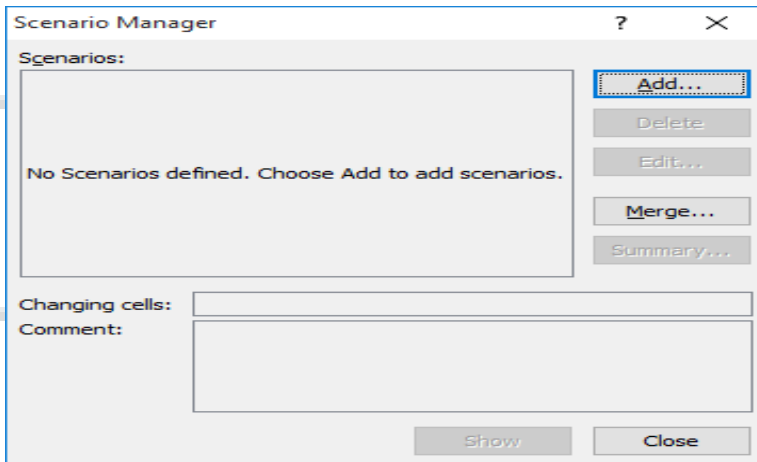 Scenario Manager ?
Scenarios:
Add...
Delete
Edit...
No Scenarios defined. Choose Add to add scenarios.
Merge...
Summary...
Changing cells:
Comment:
Show Close